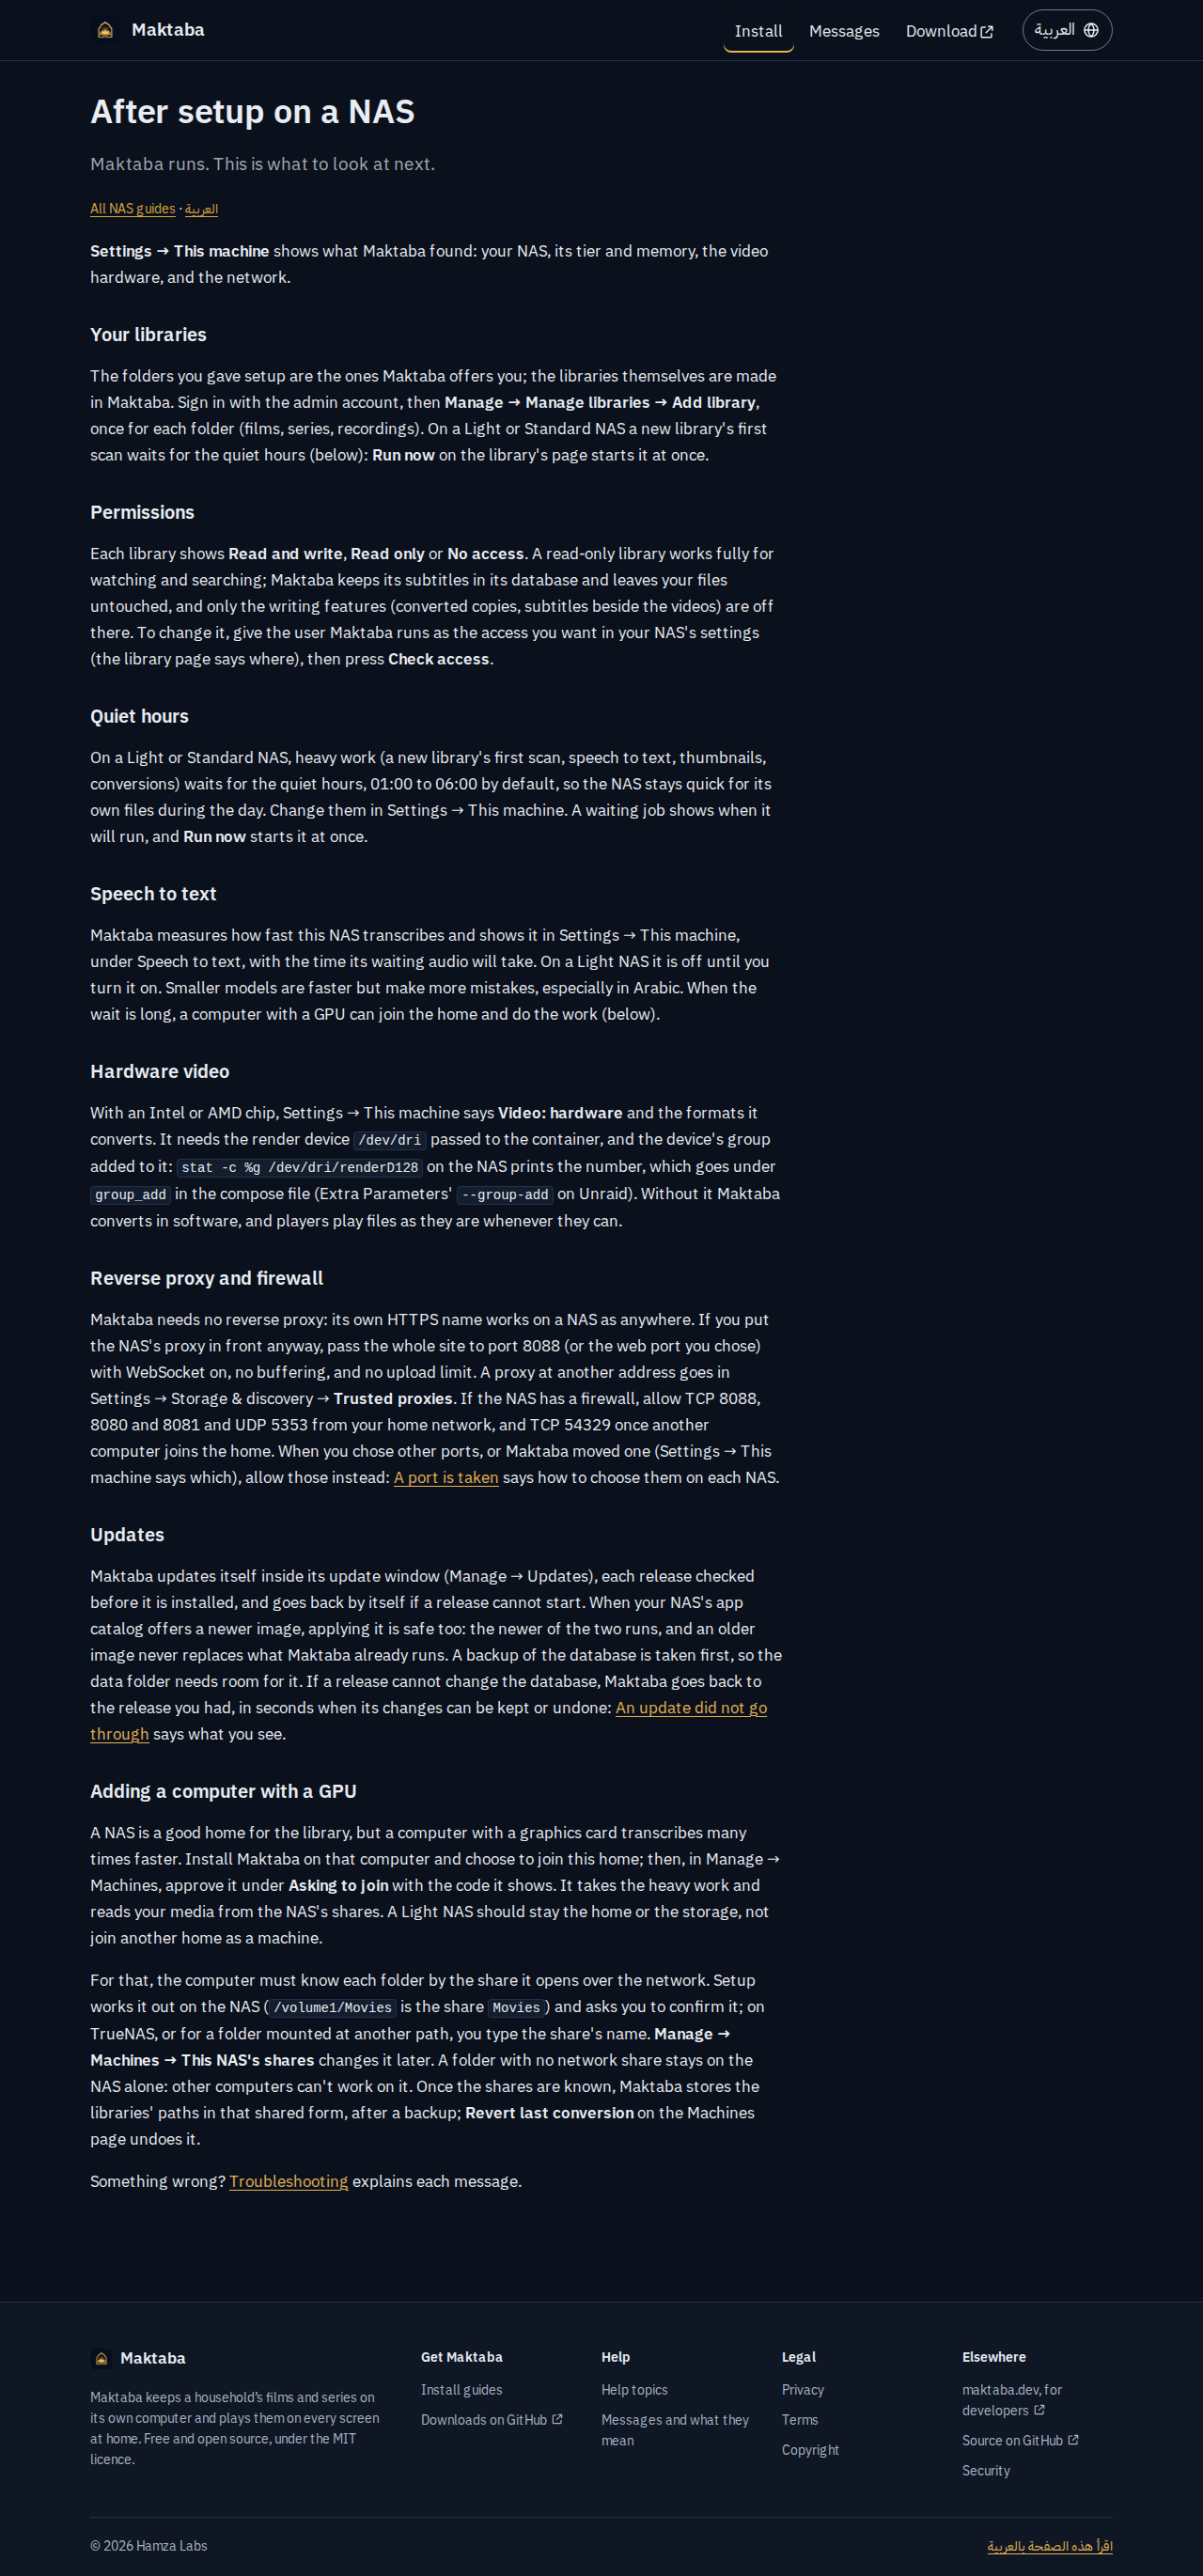 Maktaba
Install
Messages
Download
العربية
After setup on a NAS
Maktaba runs. This is what to look at next.
All NAS guides · العربية
Settings → This machine shows what Maktaba found: your NAS, its tier and memory, the video
hardware, and the network.
Your libraries
The folders you gave setup are the ones Maktaba offers you; the libraries themselves are made
in Maktaba. Sign in with the admin account, then Manage → Manage libraries → Add library,
once for each folder (films, series, recordings). On a Light or Standard NAS a new library's first
scan waits for the quiet hours (below): Run now on the library's page starts it at once.
Permissions
Each library shows Read and write, Read only or No access. A read-only library works fully for
watching and searching; Maktaba keeps its subtitles in its database and leaves your files
untouched, and only the writing features (converted copies, subtitles beside the videos) are off
there. To change it, give the user Maktaba runs as the access you want in your NAS's settings
(the library page says where), then press Check access.
Quiet hours
On a Light or Standard NAS, heavy work (a new library's first scan, speech to text, thumbnails,
conversions) waits for the quiet hours, 01:00 to 06:00 by default, so the NAS stays quick for its
own files during the day. Change them in Settings → This machine. A waiting job shows when it
will run, and Run now starts it at once.
Speech to text
Maktaba measures how fast this NAS transcribes and shows it in Settings → This machine,
under Speech to text, with the time its waiting audio will take. On a Light NAS it is off until you
turn it on. Smaller models are faster but make more mistakes, especially in Arabic. When the
wait is long, a computer with a GPU can join the home and do the work (below).
Hardware video
With an Intel or AMD chip, Settings → This machine says Video: hardware and the formats it
converts. It needs the render device /dev/dri passed to the container, and the device's group
added to it: stat -c %g /dev/dri/renderD128 on the NAS prints the number, which goes under
group_add in the compose file (Extra Parameters' --group-add on Unraid). Without it Maktaba
converts in software, and players play files as they are whenever they can.
Reverse proxy and firewall
Maktaba needs no reverse proxy: its own HTTPS name works on a NAS as anywhere. If you put
the NAS's proxy in front anyway, pass the whole site to port 8088 (or the web port you chose)
with WebSocket on, no buffering, and no upload limit. A proxy at another address goes in
Settings → Storage & discovery → Trusted proxies. If the NAS has a firewall, allow TCP 8088,
8080 and 8081 and UDP 5353 from your home network, and TCP 54329 once another
computer joins the home. When you chose other ports, or Maktaba moved one (Settings → This
machine says which), allow those instead: A port is taken says how to choose them on each NAS.
Updates
Maktaba updates itself inside its update window (Manage → Updates), each release checked
before it is installed, and goes back by itself if a release cannot start. When your NAS's app
catalog offers a newer image, applying it is safe too: the newer of the two runs, and an older
image never replaces what Maktaba already runs. A backup of the database is taken first, so the
data folder needs room for it. If a release cannot change the database, Maktaba goes back to
the release you had, in seconds when its changes can be kept or undone: An update did not go
through says what you see.
Adding a computer with a GPU
A NAS is a good home for the library, but a computer with a graphics card transcribes many
times faster. Install Maktaba on that computer and choose to join this home; then, in Manage →
Machines, approve it under Asking to join with the code it shows. It takes the heavy work and
reads your media from the NAS's shares. A Light NAS should stay the home or the storage, not
join another home as a machine.
For that, the computer must know each folder by the share it opens over the network. Setup
works it out on the NAS (/volume1/Movies is the share Movies) and asks you to confirm it; on
TrueNAS, or for a folder mounted at another path, you type the share's name. Manage →
Machines → This NAS's shares changes it later. A folder with no network share stays on the
NAS alone: other computers can't work on it. Once the shares are known, Maktaba stores the
libraries' paths in that shared form, after a backup; Revert last conversion on the Machines
page undoes it.
Something wrong? Troubleshooting explains each message.
Maktaba
Maktaba keeps a household’s films and series on
its own computer and plays them on every screen
at home. Free and open source, under the MIT
licence.
Get Maktaba
Install guides
Downloads on GitHub
Help
Help topics
Messages and what they
mean
Legal
Privacy
Terms
Copyright
Elsewhere
maktaba.dev, for
developers
Source on GitHub
Security
© 2026 Hamza Labs
اقرأ هذه الصفحة بالعربية